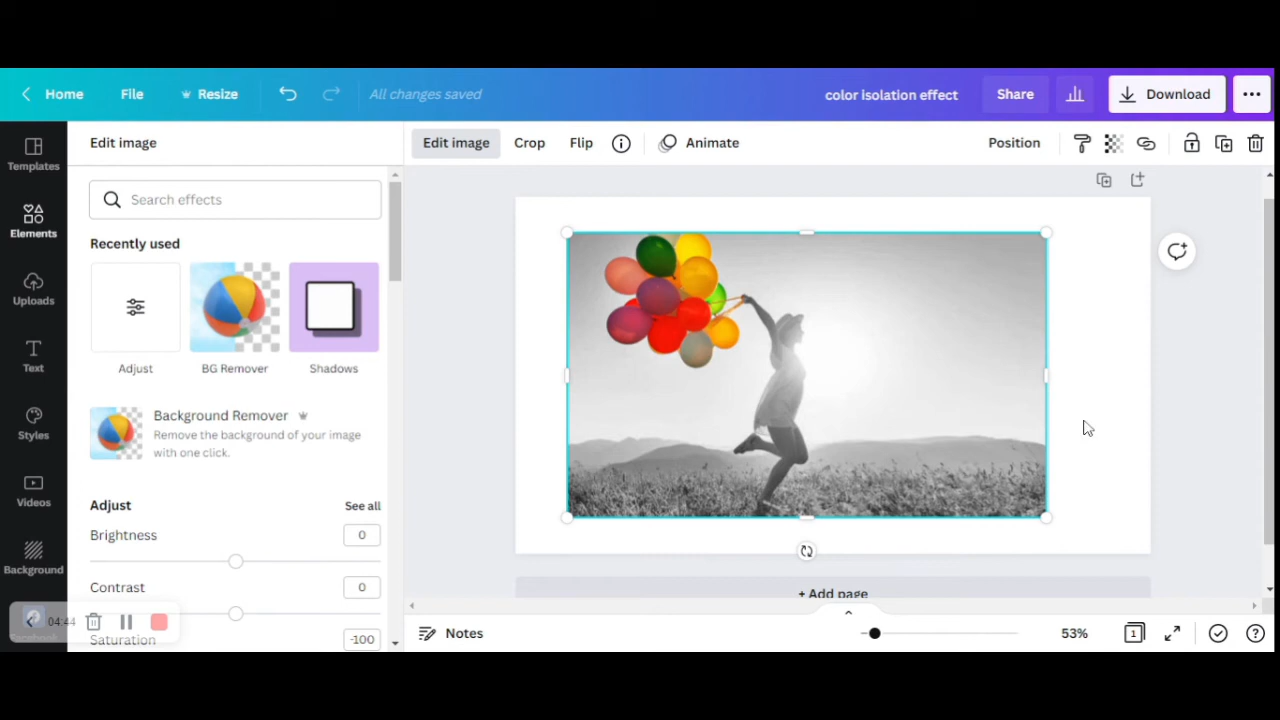 Home
File
Resize
All changes saved
color isolation effect
Share
Download
Templates
Elements
Uploads
Text
Styles
Videos
Background
Edit image
Search effects
Recently used
Adjust
BG Remover
Shadows
Background Remover
Remove the background of your image
with one click.
Adjust
See all
Brightness
0
Contrast
0
Saturation
-100
04:44
Edit image
Crop
Flip
Animate
Position
+ Add page
Notes
53%
1